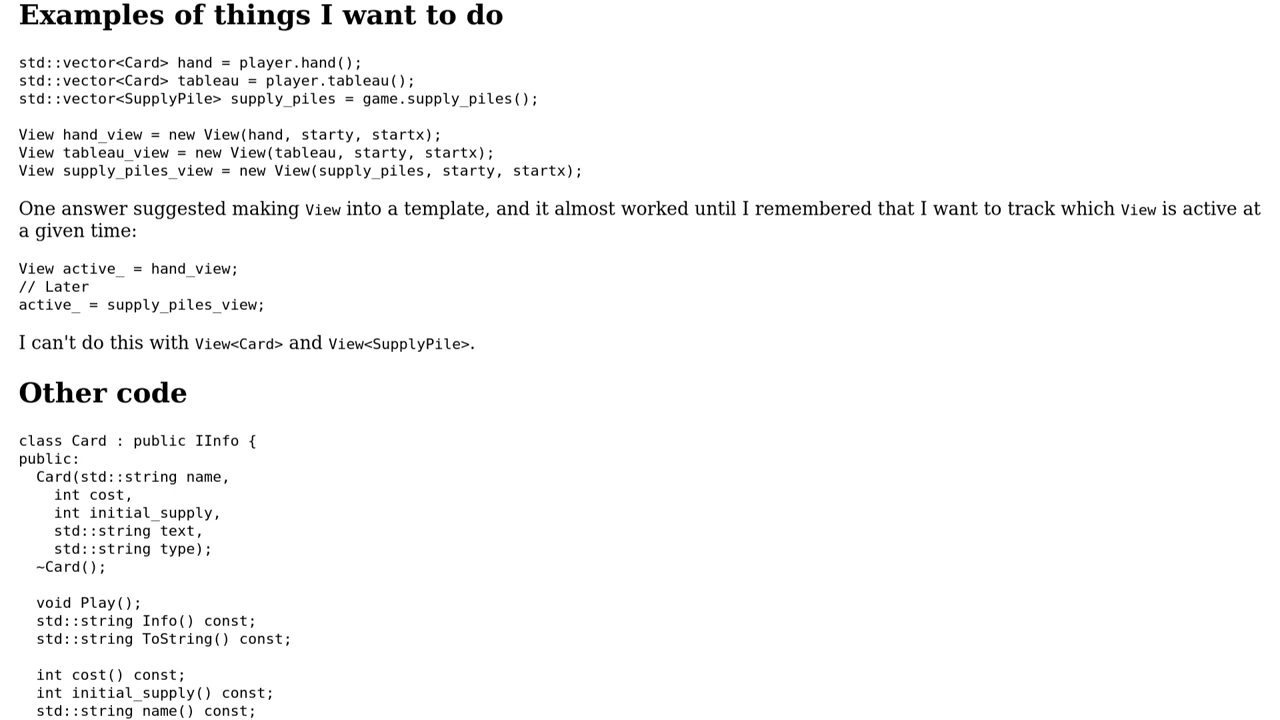 Examples of things I want to do
std::vector<Card> hand = player.hand();
std::vector<Card> tableau = player.tableau();
std::vector<SupplyPile> supply_piles = game.supply_piles();
View hand_view = new View(hand, starty, startx);
View tableau_view = new View(tableau, starty, startx);
View supply_piles_view = new View(supply_piles, starty, startx);
One answer suggested making View into a template, and it almost worked until I remembered that I want to track which View is active at
a given time:
View active_ = hand_view;
// Later
active_ = supply_piles_view;
I can't do this with View<Card> and View<SupplyPile>.
Other code
class Card : public IInfo {
public:
  Card(std::string name,
    int cost,
    int initial_supply,
    std::string text,
    std::string type);
  ~Card();
  void Play();
  std::string Info() const;
  std::string ToString() const;
  int cost() const;
  int initial_supply() const;
  std::string name() const;